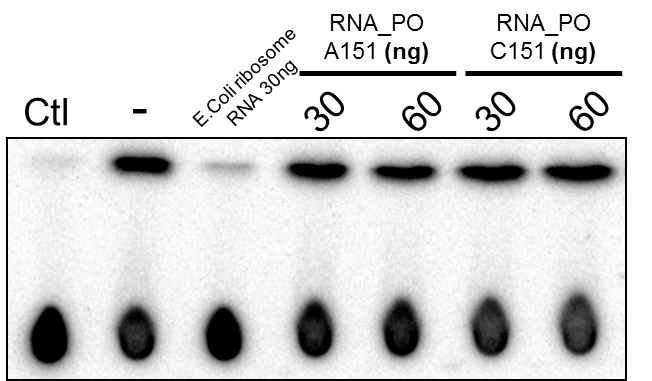 RNA_PO
A151 (ng)
RNA_PO
C151 (ng)
Ctl
-
E.Coli ribosome
RNA 30ng
30
60
30
60